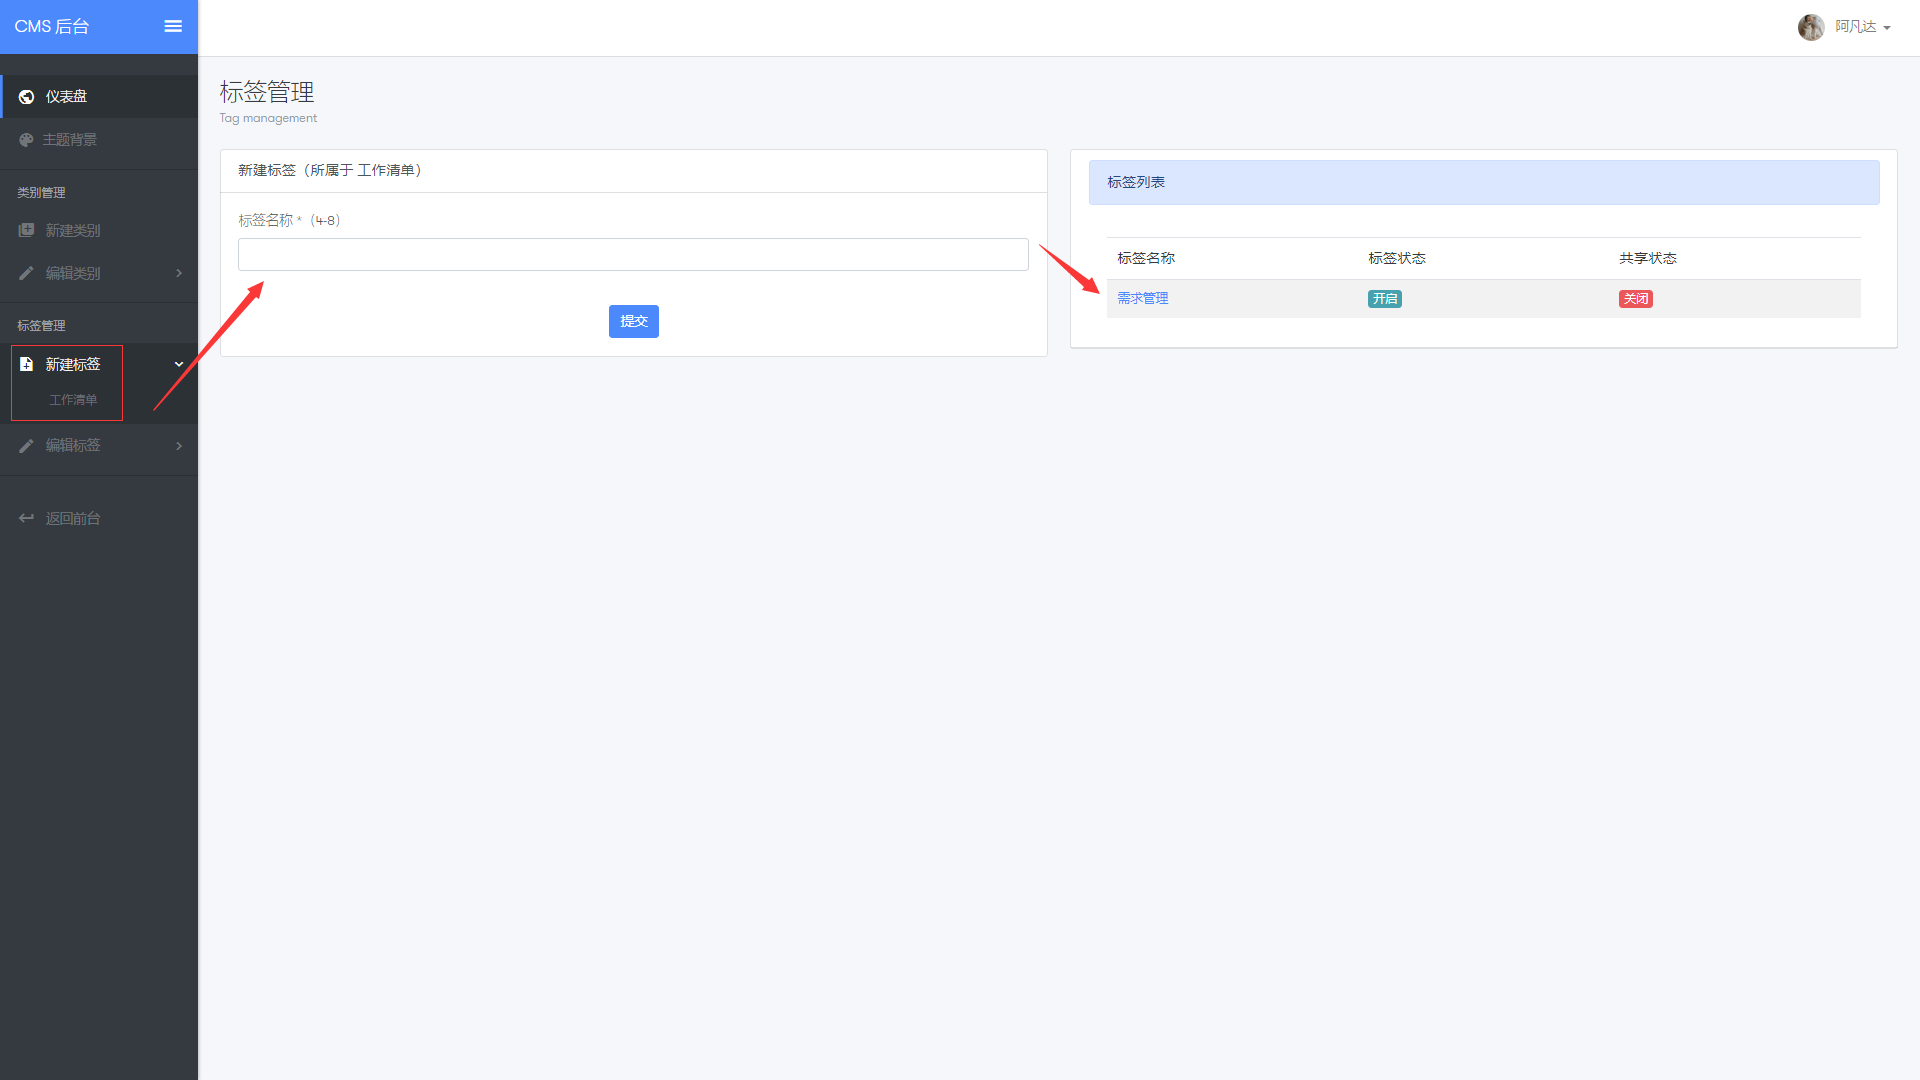 CMS 后台
阿凡达
仪表盘
主题背景
类别管理
新建类别
编辑类别
标签管理
新建标签
工作清单
编辑标签
返回前台
标签管理
Tag management
新建标签（所属于 工作清单）
标签名称 *（4-8）
提交
标签列表
标签名称 标签状态 共享状态
需求管理 开启 关闭